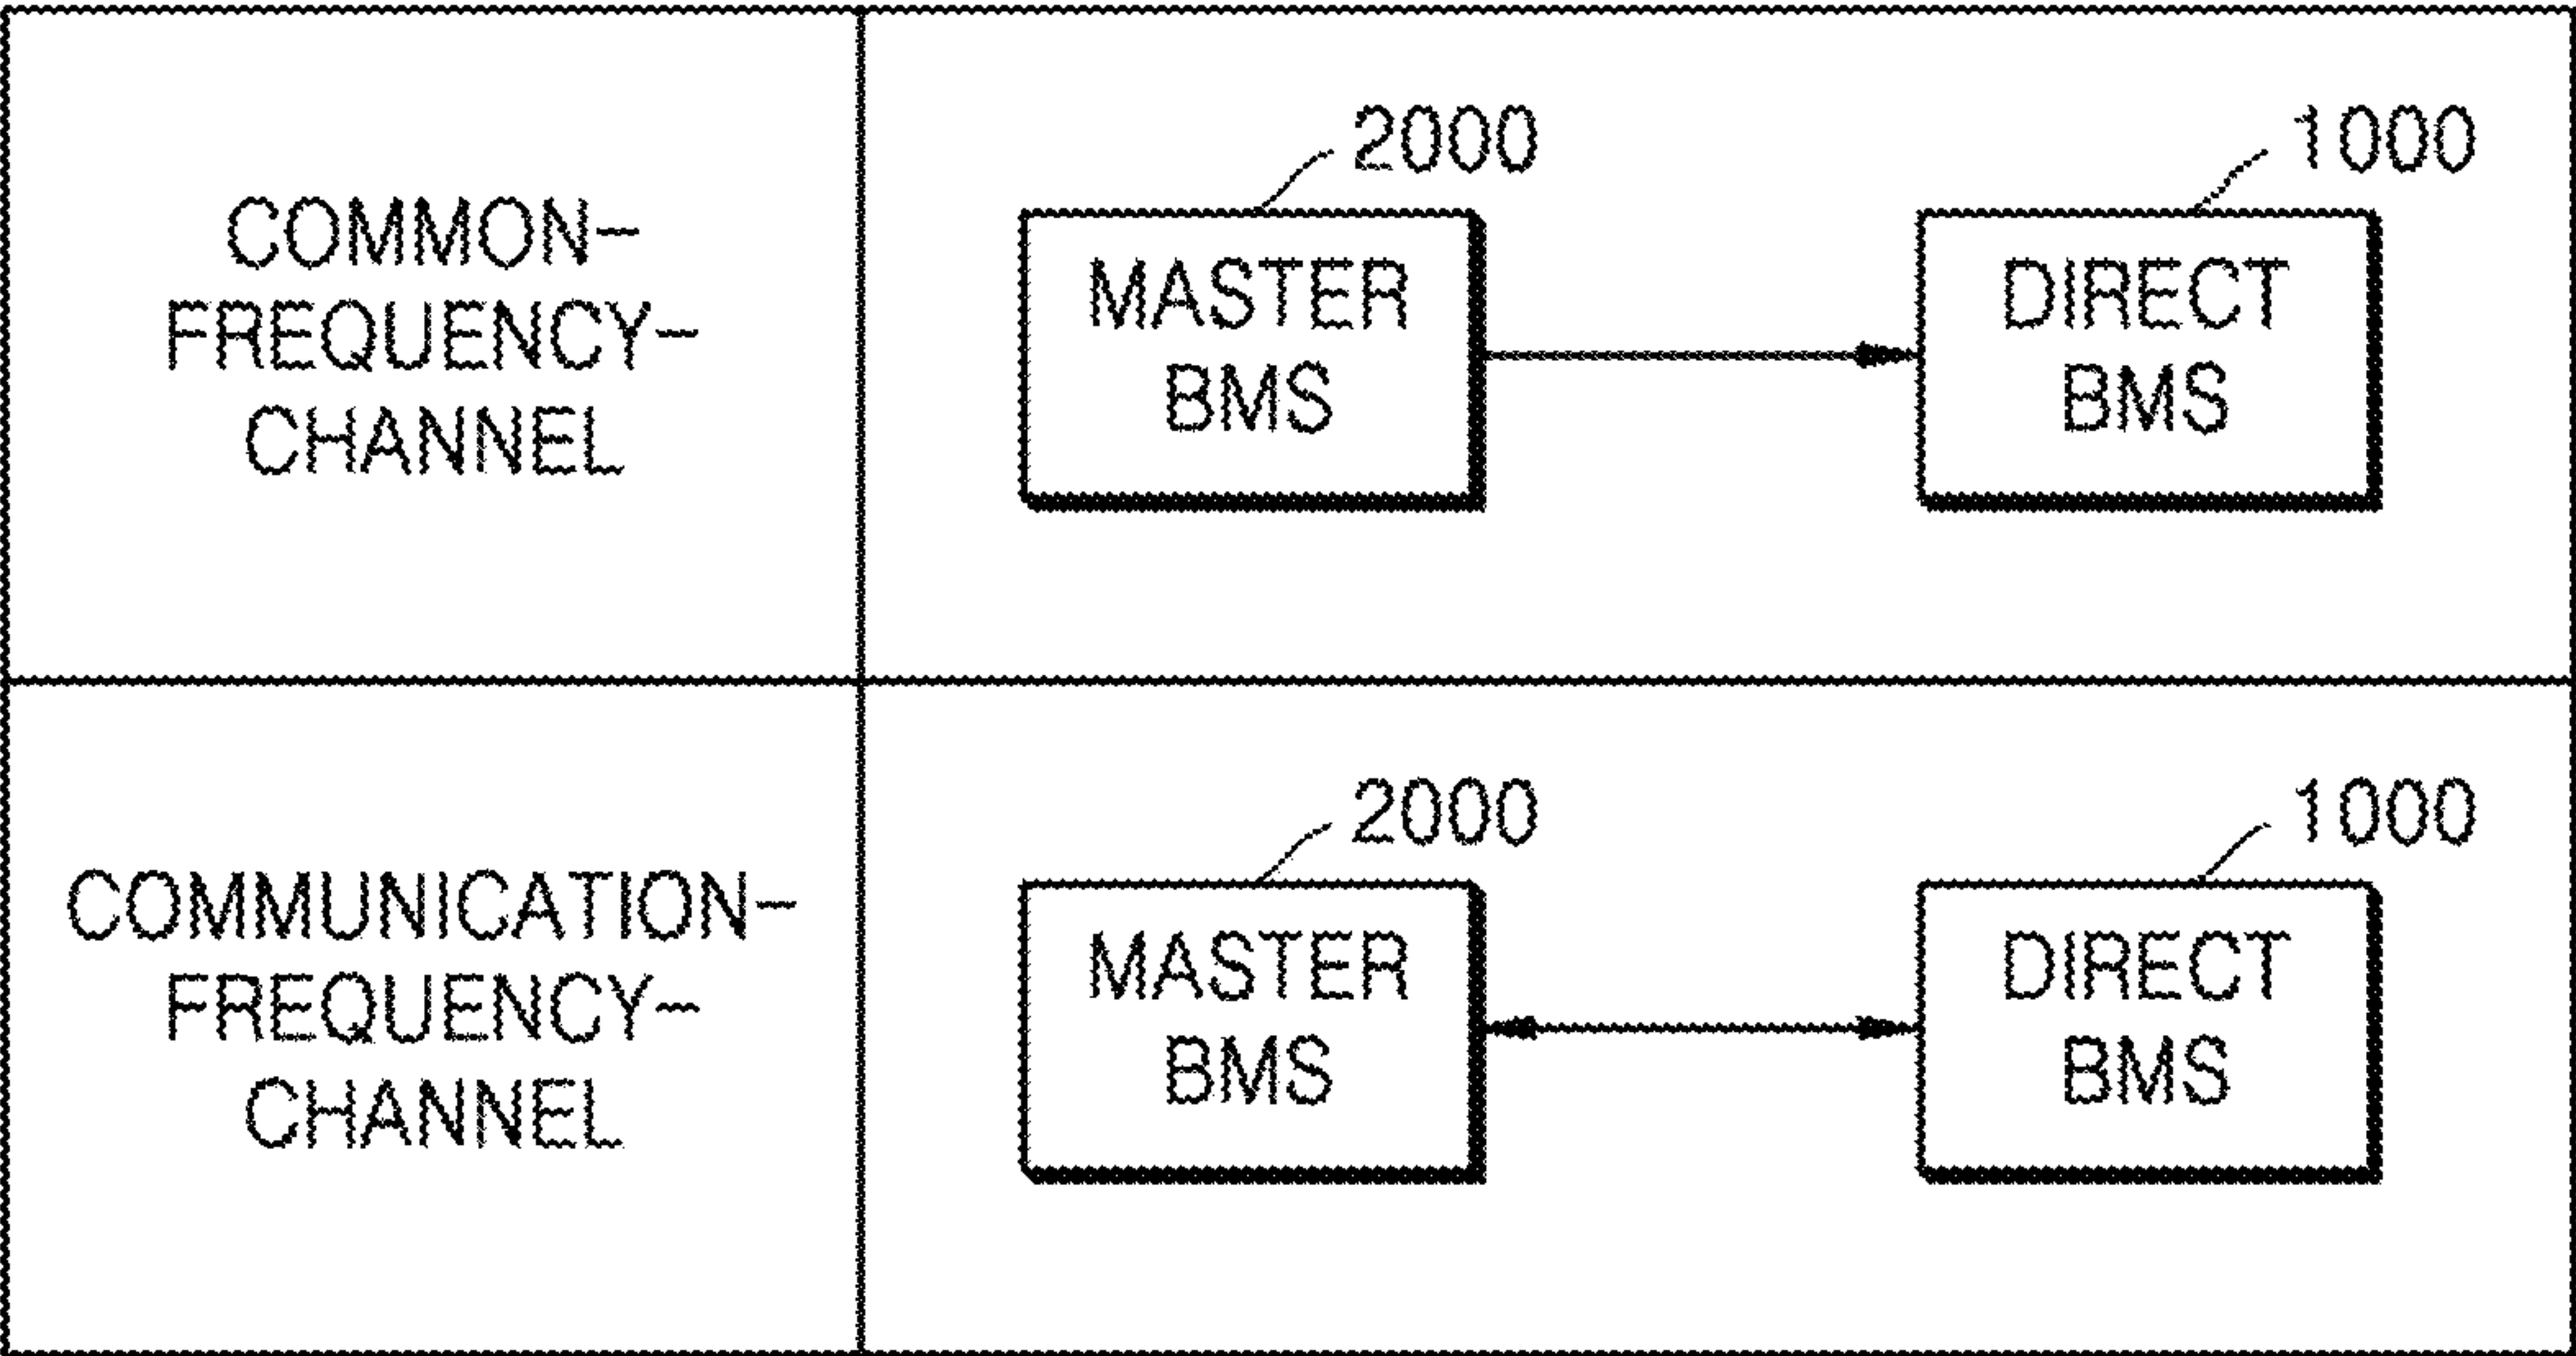 COMMON-
FREQUENCY-
CHANNEL
2000
1000
MASTER
BMS
DIRECT
BMS
COMMUNICATION-
FREQUENCY-
CHANNEL
2000
1000
MASTER
BMS
DIRECT
BMS